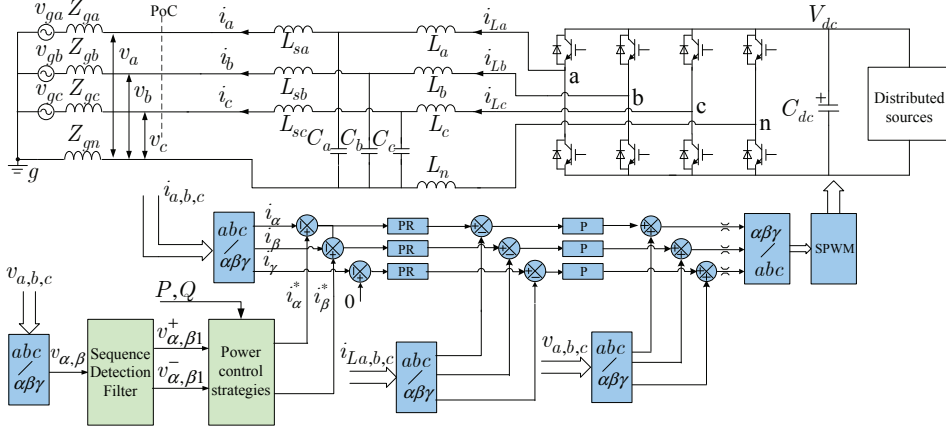 v_ga Z_ga PoC i_a L_sa L_a i_La V_dc
v_gb Z_gb v_a i_b L_sb L_b i_Lb a
v_gc Z_gc v_b i_c L_sc L_c i_Lc b c
Z_gn v_c C_a C_b C_c n C_dc +
g L_n
Distributed
sources
i_a,b,c
abc
/
αβγ
i_α
i_β
i_γ
PR
PR
PR
P
P
P
αβγ
/
abc
SPWM
i*_α i*_β 0
v_a,b,c
P,Q
abc
/
αβγ
v_α,β
Sequence
Detection
Filter
v+_α,β1
v-_α,β1
Power
control
strategies
i_La,b,c
abc
/
αβγ
v_a,b,c
abc
/
αβγ